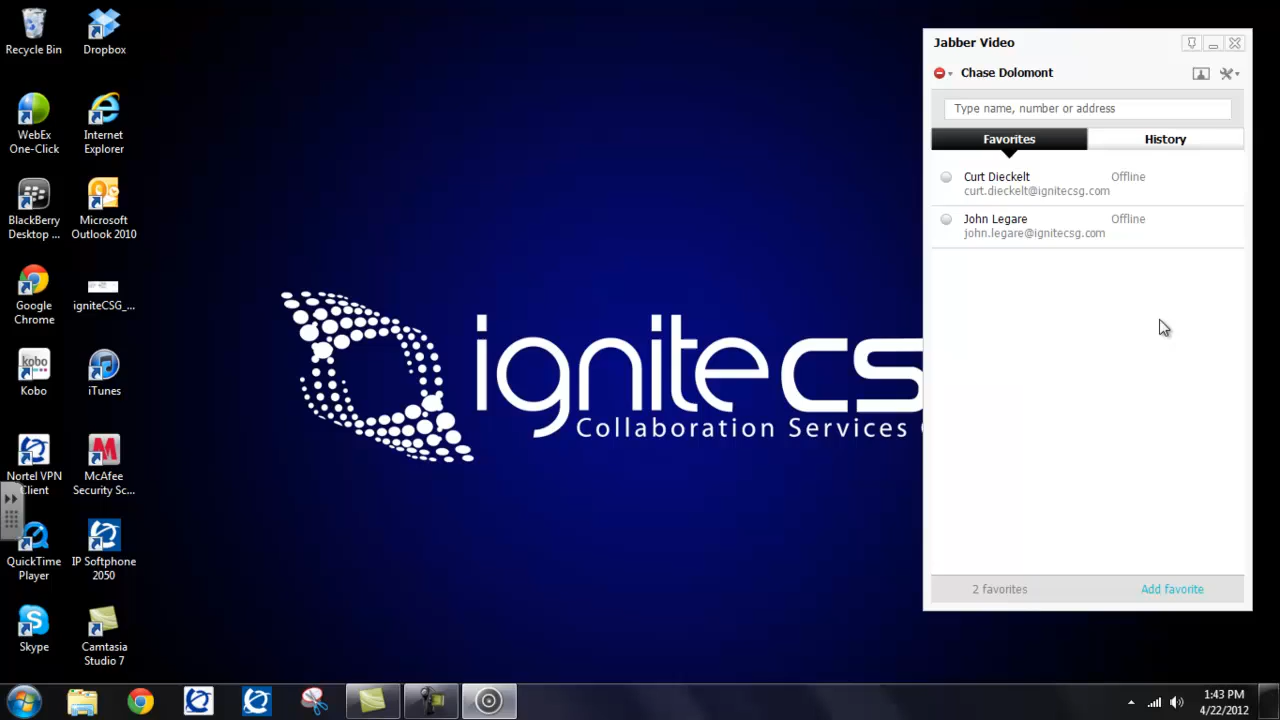 Recycle Bin
Dropbox
WebEx
One-Click
Internet
Explorer
BlackBerry
Desktop ...
Microsoft
Outlook 2010
Google
Chrome
igniteCSG_...
kobo
Kobo
iTunes
Nortel VPN
Client
McAfee
Security Sc...
QuickTime
Player
IP Softphone
2050
Skype
Camtasia
Studio 7
ignitecs
Collaboration Services
Jabber Video
Chase Dolomont
Type name, number or address
Favorites
History
Curt Dieckelt
Offline
curt.dieckelt@ignitecsg.com
John Legare
Offline
john.legare@ignitecsg.com
2 favorites
Add favorite
1:43 PM
4/22/2012